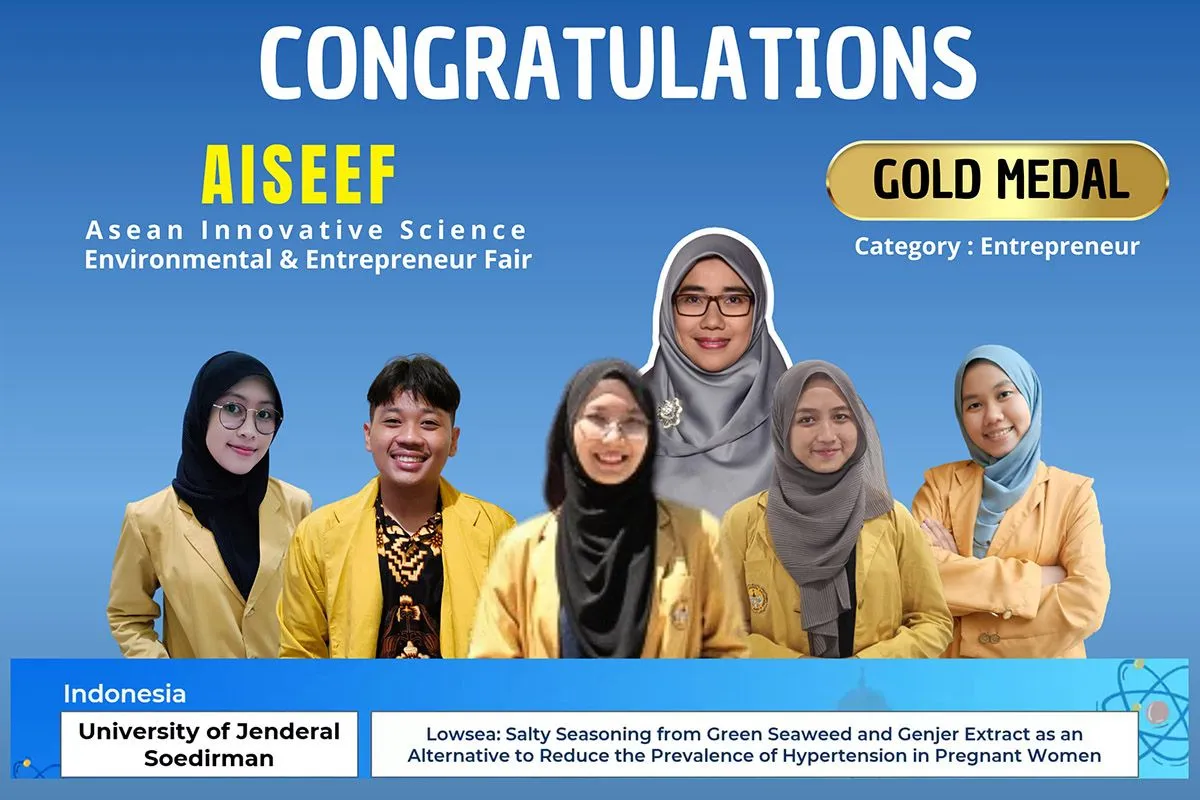 CONGRATULATIONS
AISEEF
Asean Innovative Science
Environmental & Entrepreneur Fair
GOLD MEDAL
Category : Entrepreneur
Indonesia
University of Jenderal
Soedirman
Lowsea: Salty Seasoning from Green Seaweed and Genjer Extract as an
Alternative to Reduce the Prevalence of Hypertension in Pregnant Women